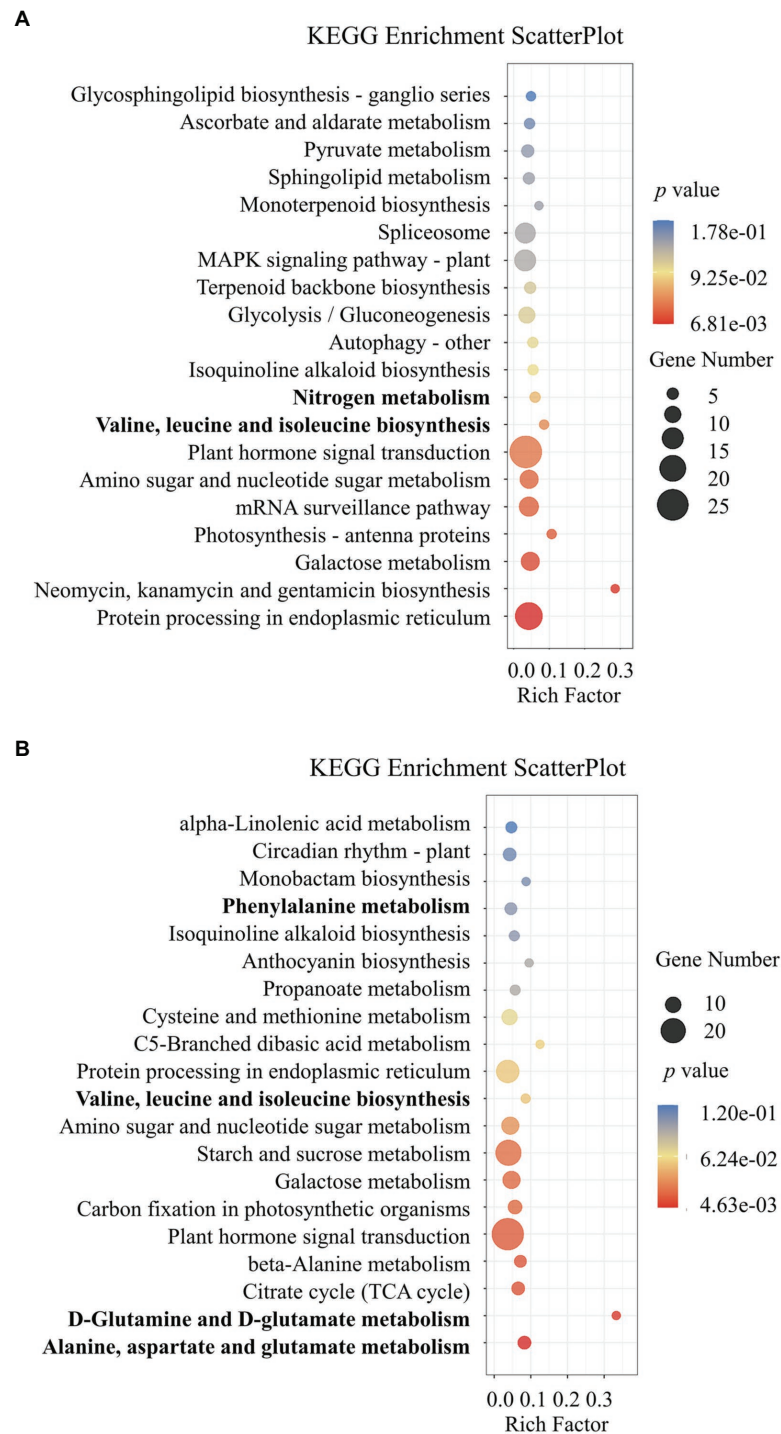 A
KEGG Enrichment ScatterPlot
Glycosphingolipid biosynthesis - ganglio series
Ascorbate and aldarate metabolism
Pyruvate metabolism
Sphingolipid metabolism
Monoterpenoid biosynthesis
Spliceosome
MAPK signaling pathway - plant
Terpenoid backbone biosynthesis
Glycolysis / Gluconeogenesis
Autophagy - other
Isoquinoline alkaloid biosynthesis
Nitrogen metabolism
Valine, leucine and isoleucine biosynthesis
Plant hormone signal transduction
Amino sugar and nucleotide sugar metabolism
mRNA surveillance pathway
Photosynthesis - antenna proteins
Galactose metabolism
Neomycin, kanamycin and gentamicin biosynthesis
Protein processing in endoplasmic reticulum
0.0 0.1 0.2 0.3
Rich Factor
p value
1.78e-01
9.25e-02
6.81e-03
Gene Number
5
10
15
20
25
B
KEGG Enrichment ScatterPlot
alpha-Linolenic acid metabolism
Circadian rhythm - plant
Monobactam biosynthesis
Phenylalanine metabolism
Isoquinoline alkaloid biosynthesis
Anthocyanin biosynthesis
Propanoate metabolism
Cysteine and methionine metabolism
C5-Branched dibasic acid metabolism
Protein processing in endoplasmic reticulum
Valine, leucine and isoleucine biosynthesis
Amino sugar and nucleotide sugar metabolism
Starch and sucrose metabolism
Galactose metabolism
Carbon fixation in photosynthetic organisms
Plant hormone signal transduction
beta-Alanine metabolism
Citrate cycle (TCA cycle)
D-Glutamine and D-glutamate metabolism
Alanine, aspartate and glutamate metabolism
0.0 0.1 0.2 0.3
Rich Factor
Gene Number
10
20
p value
1.20e-01
6.24e-02
4.63e-03